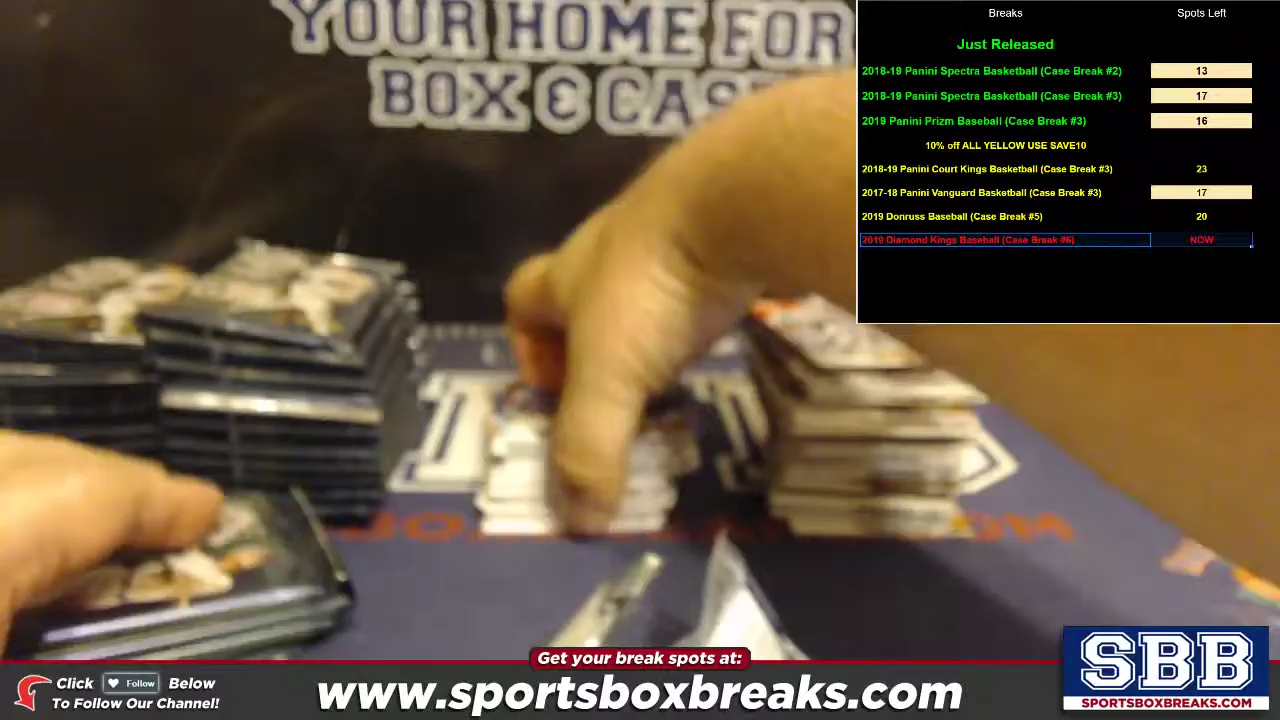 YOUR HOME FOR
BOX & CASE
Breaks Spots Left
Just Released
2018-19 Panini Spectra Basketball (Case Break #2) 13
2018-19 Panini Spectra Basketball (Case Break #3) 17
2019 Panini Prizm Baseball (Case Break #3) 16
10% off ALL YELLOW USE SAVE10
2018-19 Panini Court Kings Basketball (Case Break #3) 23
2017-18 Panini Vanguard Basketball (Case Break #3) 17
2019 Donruss Baseball (Case Break #5) 20
2019 Diamond Kings Baseball (Case Break #6) NOW
Get your break spots at:
Click Follow Below
To Follow Our Channel!
www.sportsboxbreaks.com
SBB
SPORTSBOXBREAKS.COM